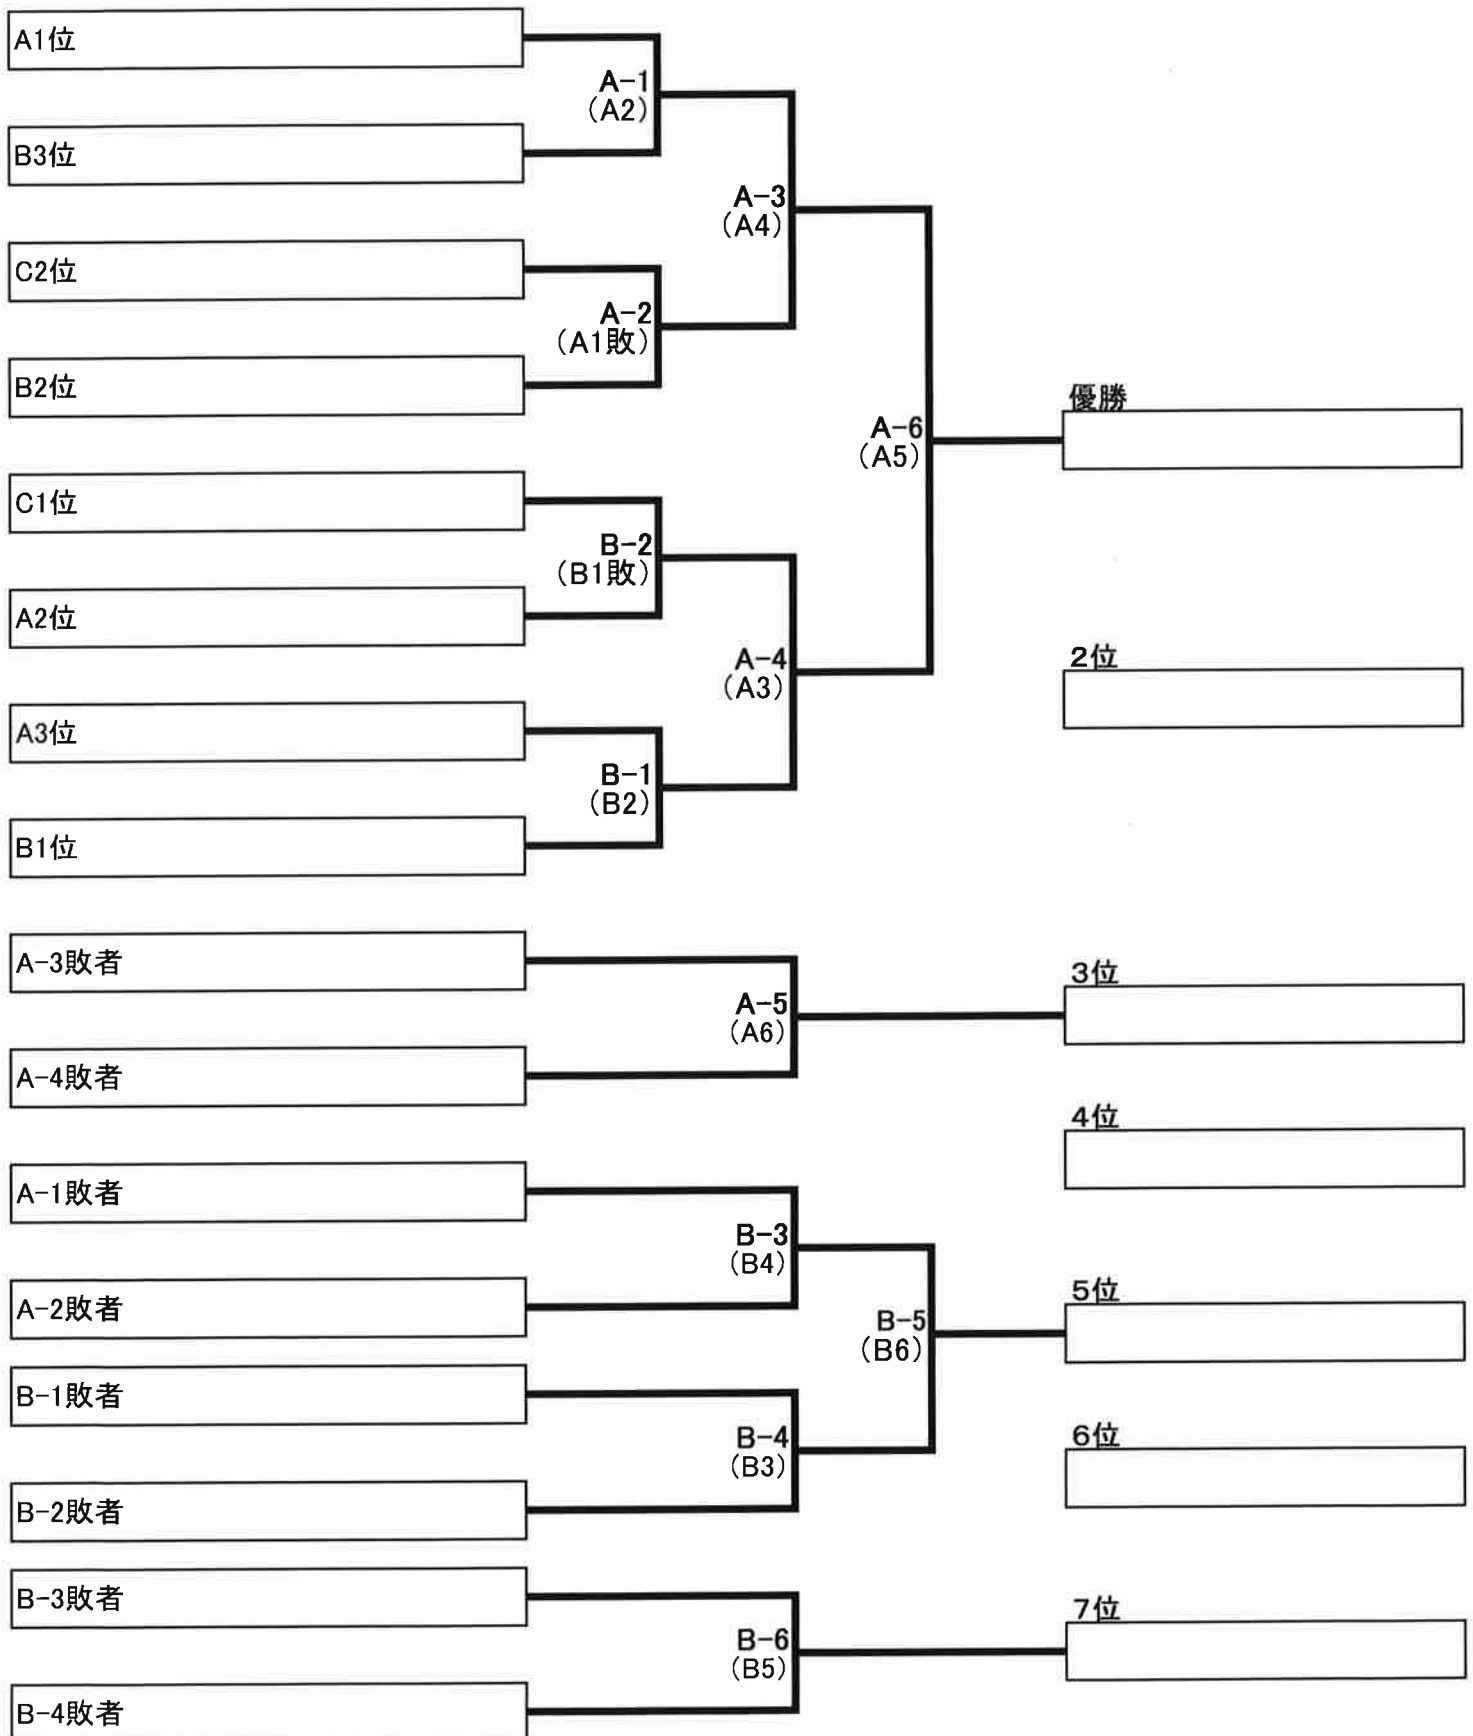 A1位
A-1
(A2)
B3位
A-3
(A4)
C2位
A-2
(A1敗)
B2位
優勝
A-6
(A5)
C1位
B-2
(B1敗)
A2位
A-4
(A3)
2位
A3位
B-1
(B2)
B1位
A-3敗者
3位
A-5
(A6)
A-4敗者
4位
A-1敗者
B-3
(B4)
A-2敗者
5位
B-5
(B6)
B-1敗者
B-4
(B3)
6位
B-2敗者
B-3敗者
7位
B-6
(B5)
B-4敗者